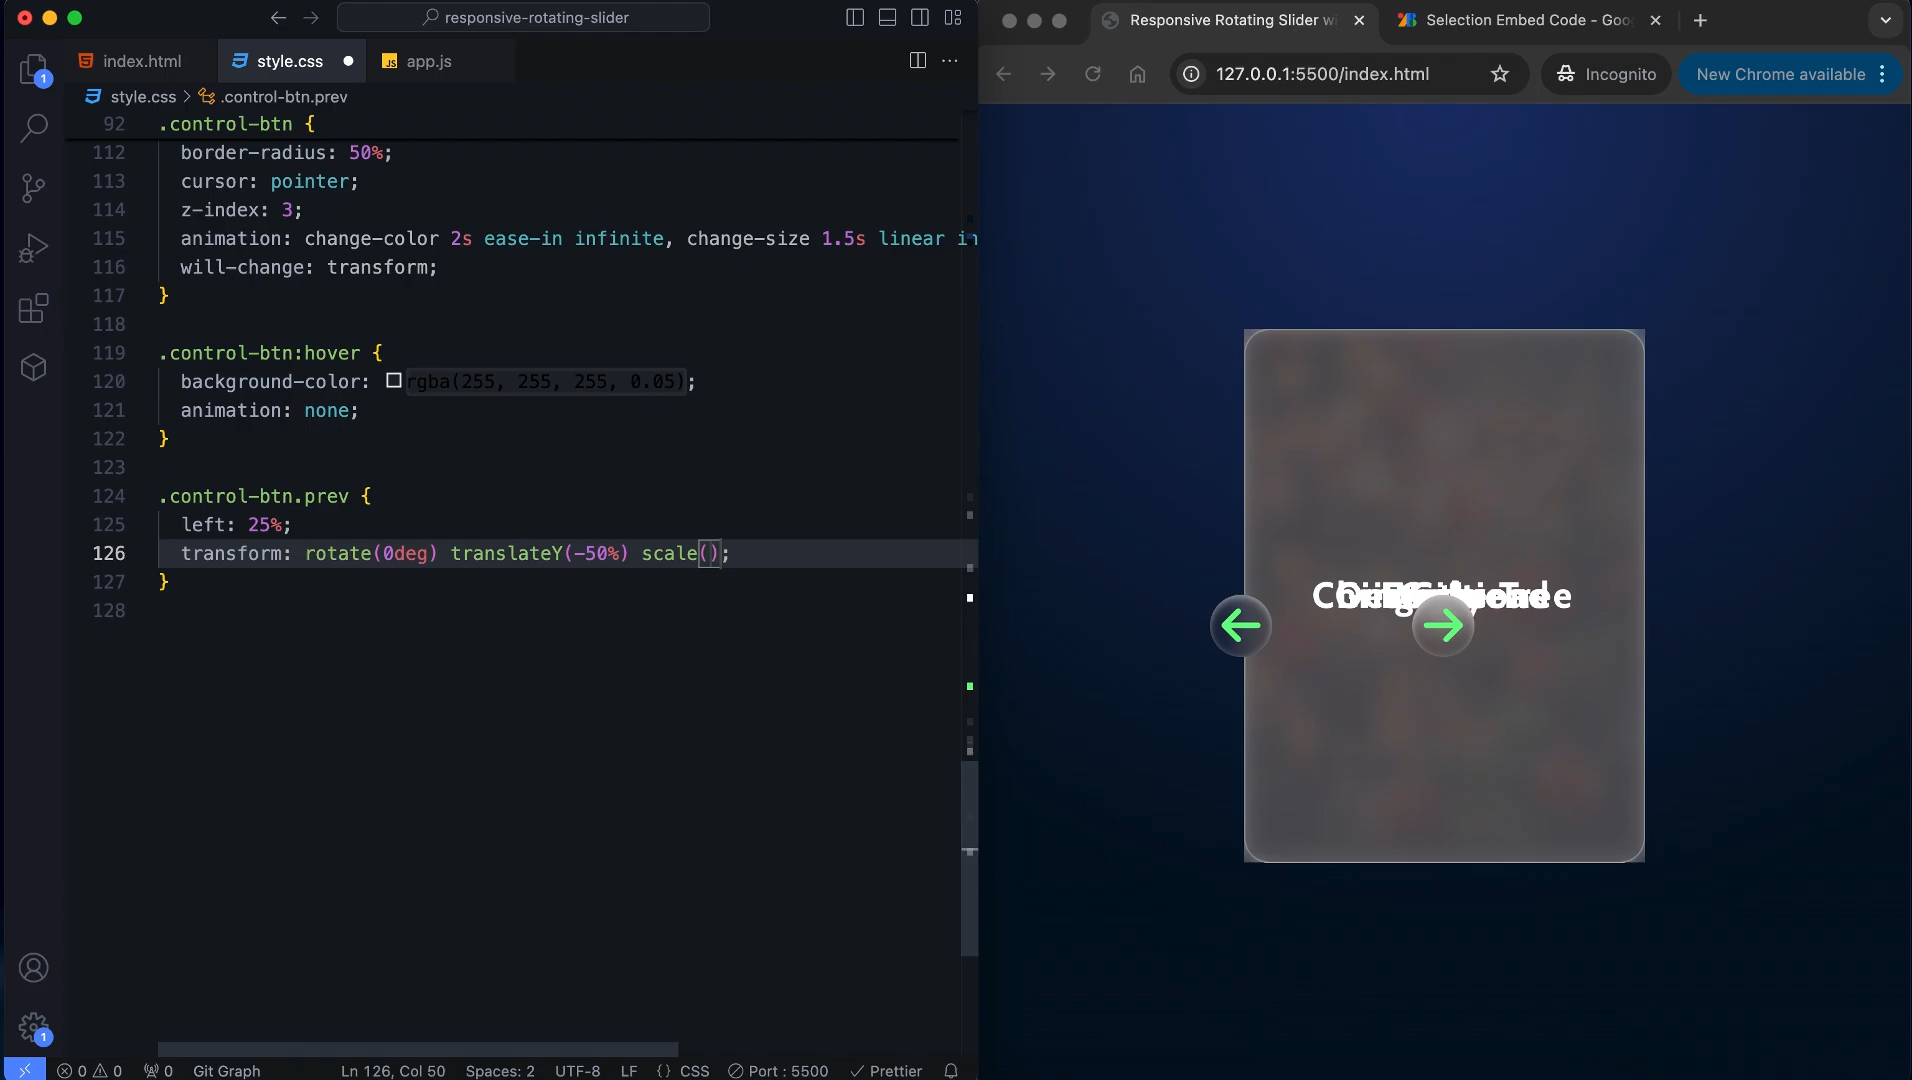 responsive-rotating-slider
index.html
style.css
app.js
style.css > .control-btn.prev
92 .control-btn {
112 border-radius: 50%;
113 cursor: pointer;
114 z-index: 3;
115 animation: change-color 2s ease-in infinite, change-size 1.5s linear in
116 will-change: transform;
117 }
118
119 .control-btn:hover {
120 background-color: rgba(255, 255, 255, 0.05);
121 animation: none;
122 }
123
124 .control-btn.prev {
125 left: 25%;
126 transform: rotate(0deg) translateY(-50%) scale();
127 }
128
1
1
0 0 0 Git Graph Ln 126, Col 50 Spaces: 2 UTF-8 LF {} CSS Port : 5500 Prettier
Responsive Rotating Slider wi
Selection Embed Code - Goo
127.0.0.1:5500/index.html
Incognito
New Chrome available